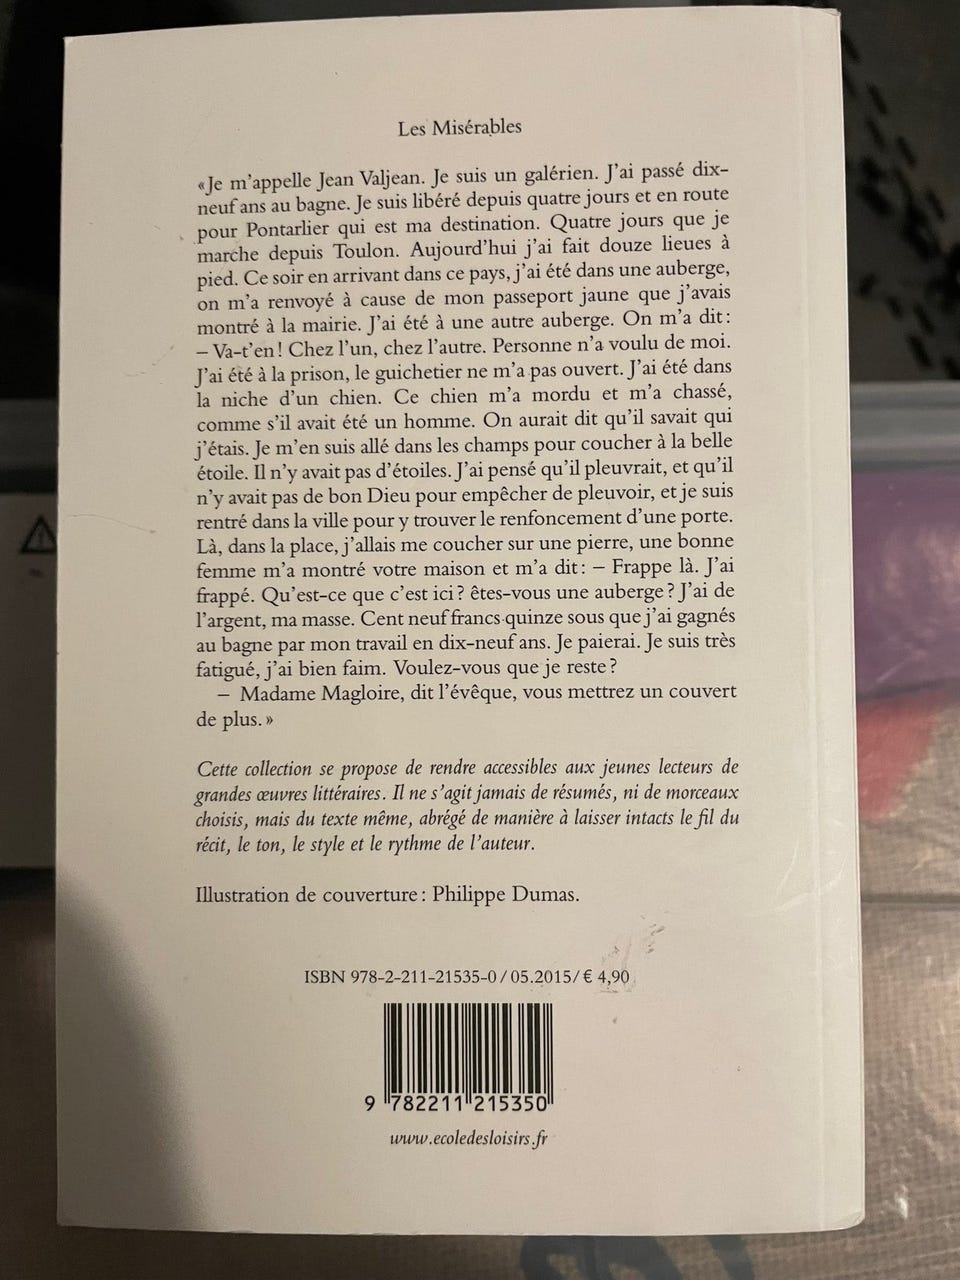 Les Misérables
«Je m'appelle Jean Valjean. Je suis un galérien. J'ai passé dix-
neuf ans au bagne. Je suis libéré depuis quatre jours et en route
pour Pontarlier qui est ma destination. Quatre jours que je
marche depuis Toulon. Aujourd'hui j'ai fait douze lieues à
pied. Ce soir en arrivant dans ce pays, j'ai été dans une auberge,
on m'a renvoyé à cause de mon passeport jaune que j'avais
montré à la mairie. J'ai été à une autre auberge. On m'a dit :
– Va-t'en ! Chez l'un, chez l'autre. Personne n'a voulu de moi.
J'ai été à la prison, le guichetier ne m'a pas ouvert. J'ai été dans
la niche d'un chien. Ce chien m'a mordu et m'a chassé,
comme s'il avait été un homme. On aurait dit qu'il savait qui
j'étais. Je m'en suis allé dans les champs pour coucher à la belle
étoile. Il n'y avait pas d'étoiles. J'ai pensé qu'il pleuvrait, et qu'il
n'y avait pas de bon Dieu pour empêcher de pleuvoir, et je suis
rentré dans la ville pour y trouver le renfoncement d'une porte.
Là, dans la place, j'allais me coucher sur une pierre, une bonne
femme m'a montré votre maison et m'a dit : – Frappe là. J'ai
frappé. Qu'est-ce que c'est ici ? êtes-vous une auberge ? J'ai de
l'argent, ma masse. Cent neuf francs quinze sous que j'ai gagnés
au bagne par mon travail en dix-neuf ans. Je paierai. Je suis très
fatigué, j'ai bien faim. Voulez-vous que je reste ?
– Madame Magloire, dit l'évêque, vous mettrez un couvert
de plus. »
Cette collection se propose de rendre accessibles aux jeunes lecteurs de
grandes œuvres littéraires. Il ne s'agit jamais de résumés, ni de morceaux
choisis, mais du texte même, abrégé de manière à laisser intacts le fil du
récit, le ton, le style et le rythme de l'auteur.
Illustration de couverture : Philippe Dumas.
ISBN 978-2-211-21535-0 / 05.2015/ € 4,90
9 782211 215350
www.ecoledesloisirs.fr